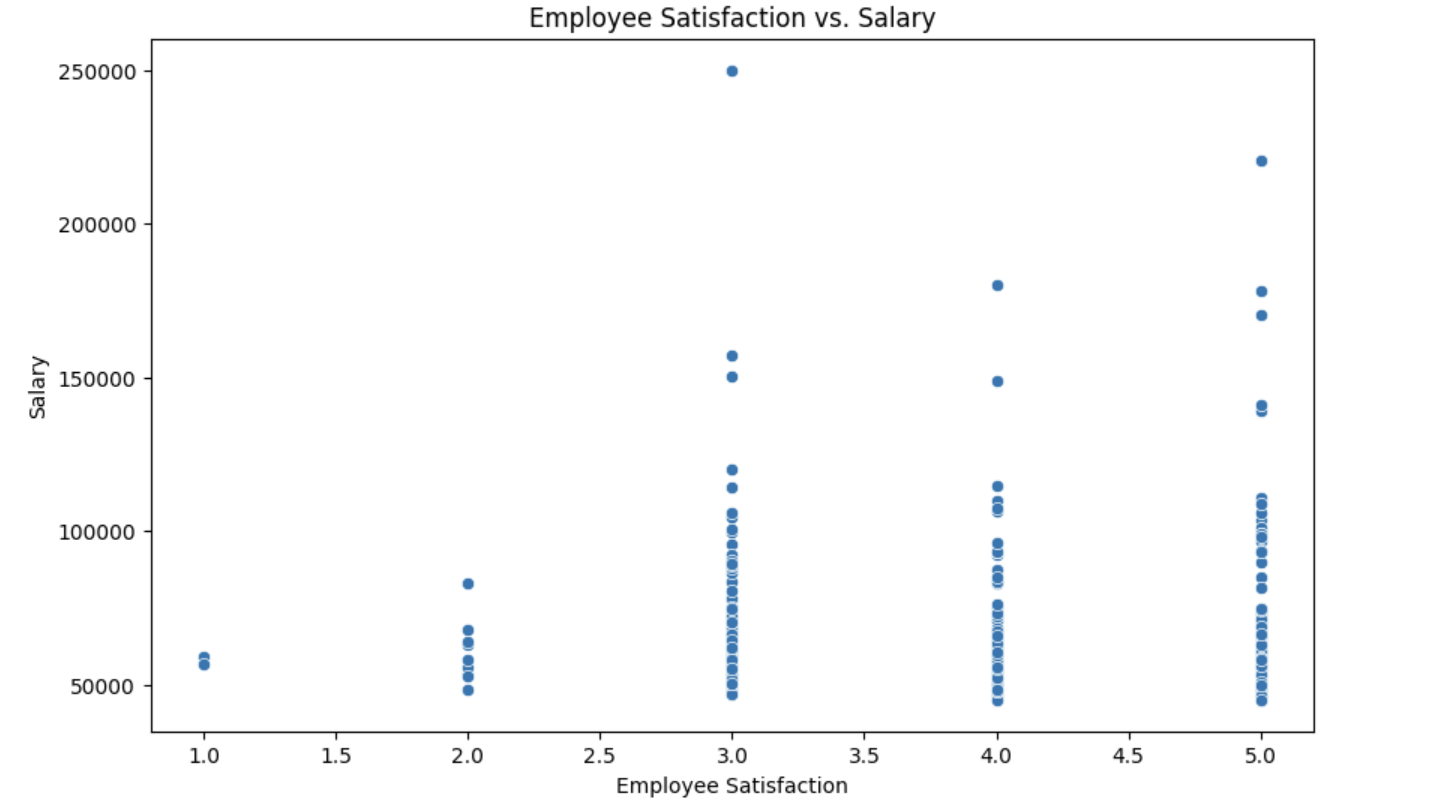 Employee Satisfaction vs. Salary
250000
200000
150000
100000
50000
Salary
1.0 1.5 2.0 2.5 3.0 3.5 4.0 4.5 5.0
Employee Satisfaction